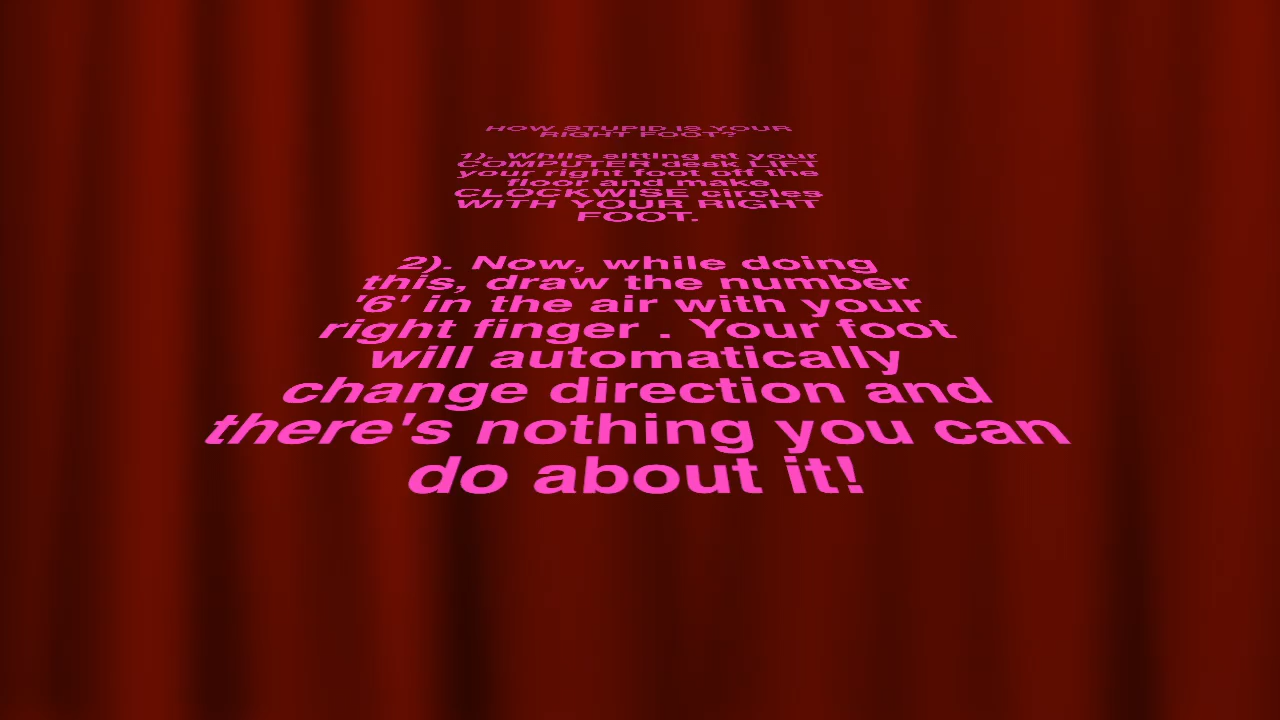 HOW STUPID IS YOUR
RIGHT FOOT?
1). While sitting at your
COMPUTER desk LIFT
your right foot off the
floor and make
CLOCKWISE circles
WITH YOUR RIGHT
FOOT.
2). Now, while doing
this, draw the number
'6' in the air with your
right finger . Your foot
will automatically
change direction and
there's nothing you can
do about it!